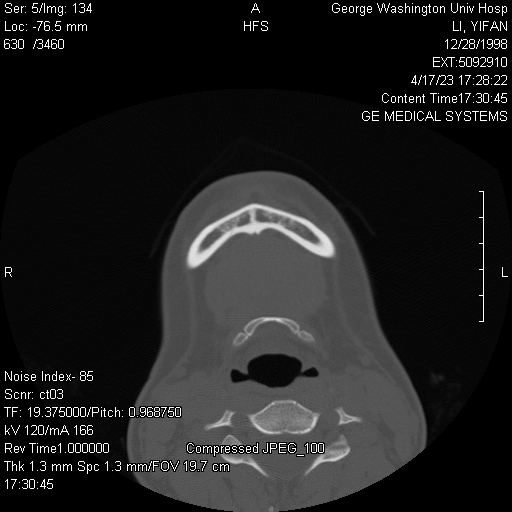 Ser: 5/Img: 134
Loc: -76.5 mm
630 /3460
A
HFS
George Washington Univ Hosp
LI, YIFAN
12/28/1998
EXT:5092910
4/17/23 17:28:22
Content Time17:30:45
GE MEDICAL SYSTEMS
R
L
Noise Index- 85
Scnr: ct03
TF: 19.375000/Pitch: 0.968750
kV 120/mA 166
Rev Time1.000000
Compressed JPEG_100
Thk 1.3 mm Spc 1.3 mm/FOV 19.7 cm
17:30:45